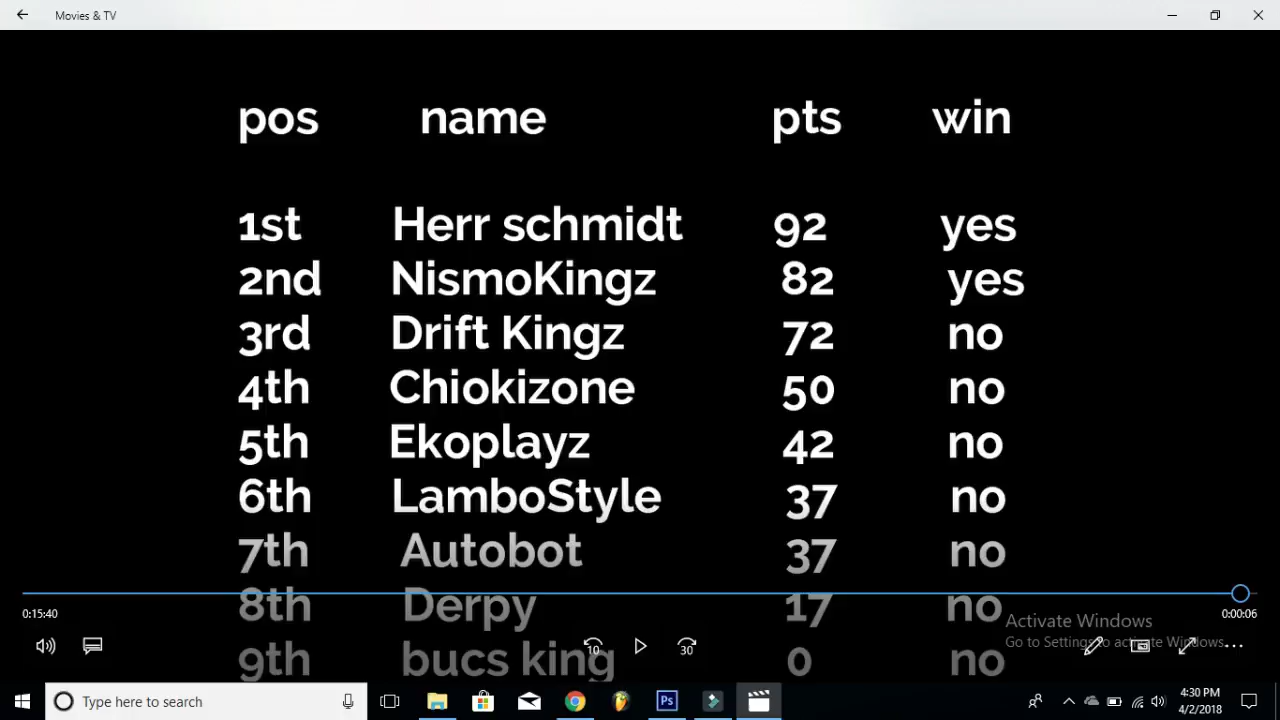 Movies & TV
pos name pts win
1st Herr schmidt 92 yes
2nd NismoKingz 82 yes
3rd Drift Kingz 72 no
4th Chiokizone 50 no
5th Ekoplayz 42 no
6th LamboStyle 37 no
7th Autobot 37 no
8th Derpy 17 no
9th bucs king 0 no
0:15:40 0:00:06
Activate Windows
Go to Settings to activate Windows.
10 30
Type here to search
Ps
4:30 PM
4/2/2018